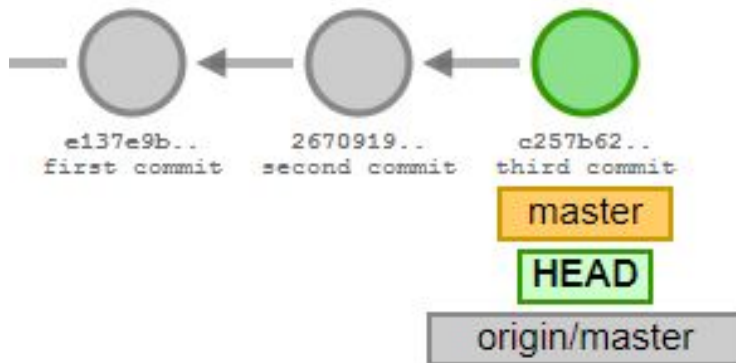 e137e9b..
first commit
2670919..
second commit
c257b62..
third commit
master
HEAD
origin/master